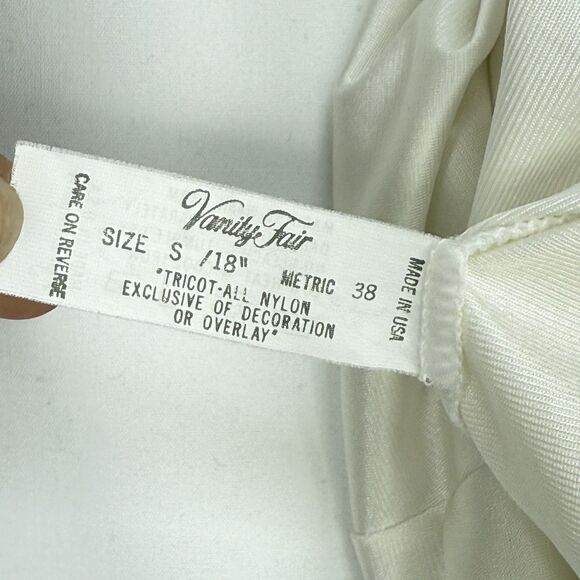 Vanity Fair
SIZE S /18" METRIC 38
"TRICOT-ALL NYLON
EXCLUSIVE OF DECORATION
OR OVERLAY"
CARE ON REVERSE
MADE IN USA